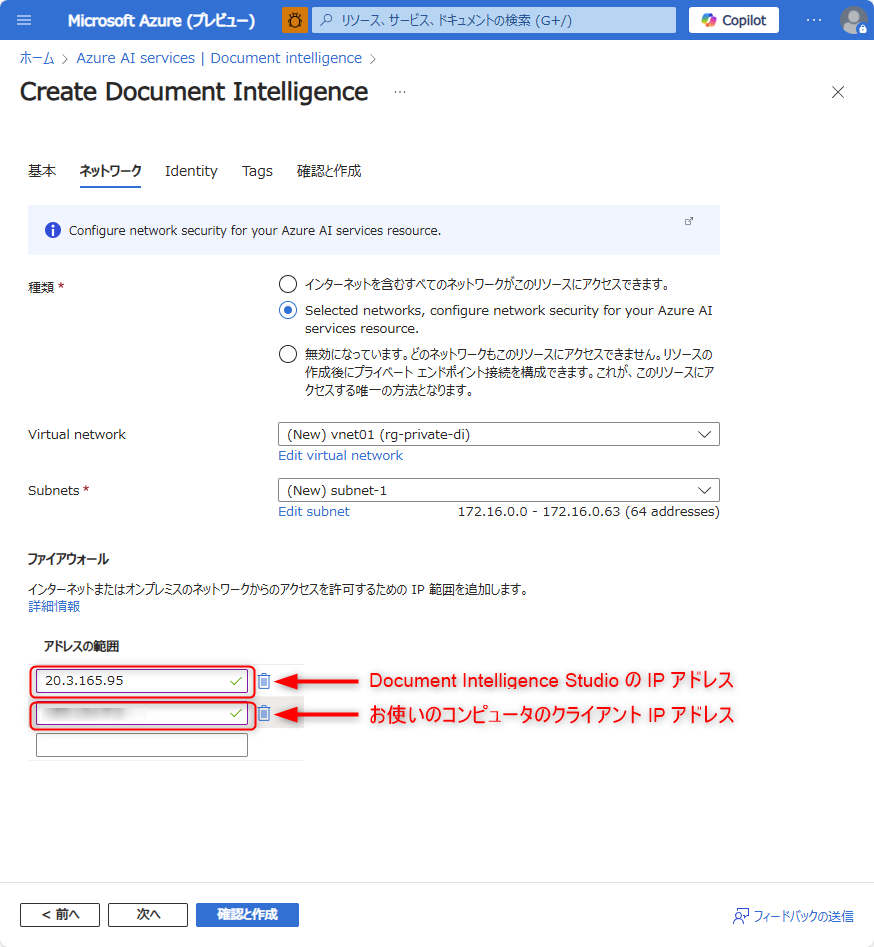 Microsoft Azure (プレビュー)
リソース、サービス、ドキュメントの検索 (G+/)
Copilot
ホーム > Azure AI services | Document intelligence >
Create Document Intelligence ...
基本 ネットワーク Identity Tags 確認と作成
Configure network security for your Azure AI services resource.
種類 *
インターネットを含むすべてのネットワークがこのリソースにアクセスできます。
Selected networks, configure network security for your Azure AI
services resource.
無効になっています。どのネットワークもこのリソースにアクセスできません。リソースの
作成後にプライベート エンドポイント接続を構成できます。これが、このリソースにア
クセスする唯一の方法となります。
Virtual network
(New) vnet01 (rg-private-di)
Edit virtual network
Subnets *
(New) subnet-1
Edit subnet
172.16.0.0 - 172.16.0.63 (64 addresses)
ファイアウォール
インターネットまたはオンプレミスのネットワークからのアクセスを許可するための IP 範囲を追加します。
詳細情報
アドレスの範囲
20.3.165.95
Document Intelligence Studio の IP アドレス
お使いのコンピュータのクライアント IP アドレス
< 前へ
次へ
確認と作成
フィードバックの送信